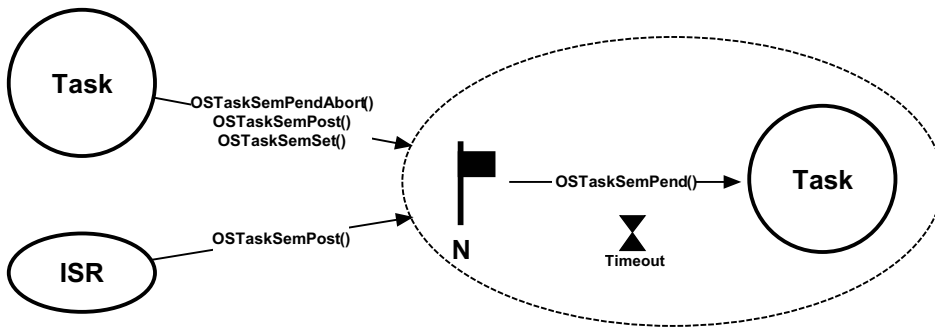 Task
OSTaskSemPendAbort()
OSTaskSemPost()
OSTaskSemSet()
OSTaskSemPend()
Task
OSTaskSemPost()
N
Timeout
ISR